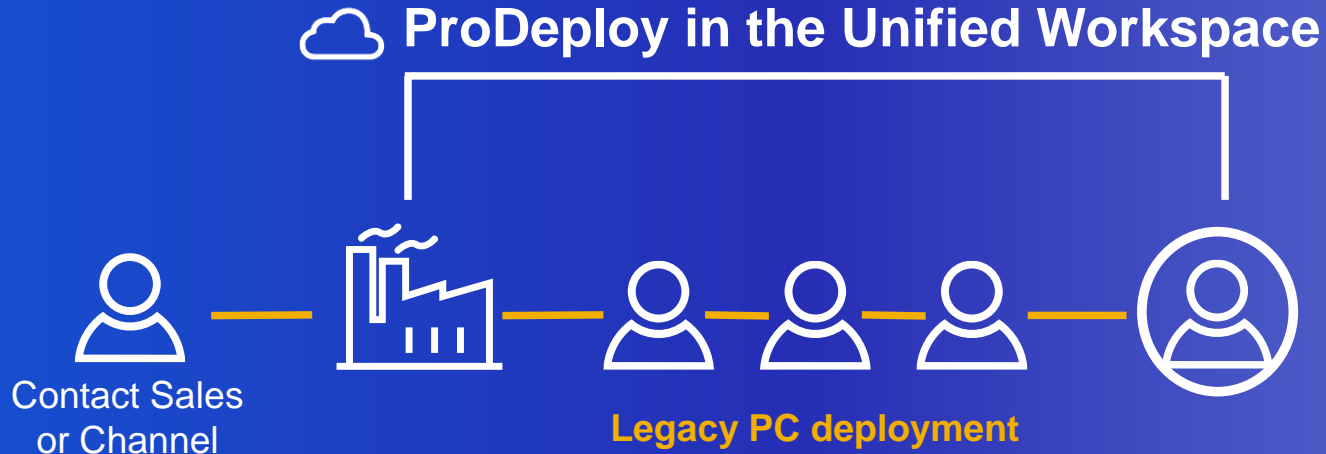 ProDeploy in the Unified Workspace
Contact Sales
or Channel
Legacy PC deployment